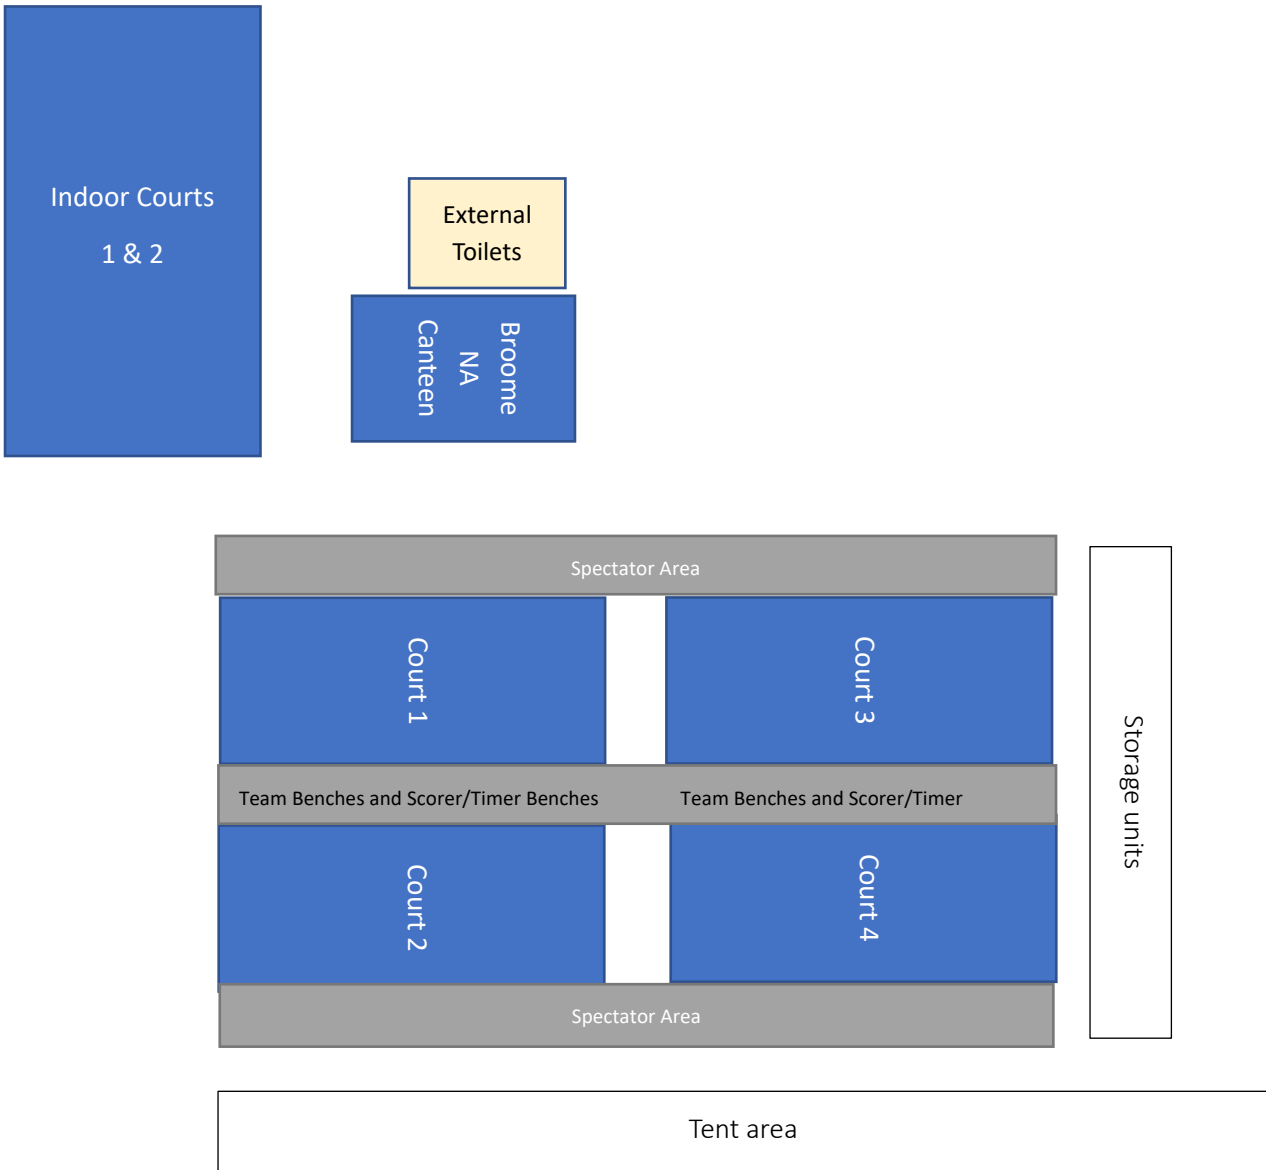 Indoor Courts
1 & 2
External
Toilets
Broome
NA
Canteen
Spectator Area
Court 1
Court 3
Team Benches and Scorer/Timer Benches
Team Benches and Scorer/Timer
Court 2
Court 4
Spectator Area
Storage units
Tent area